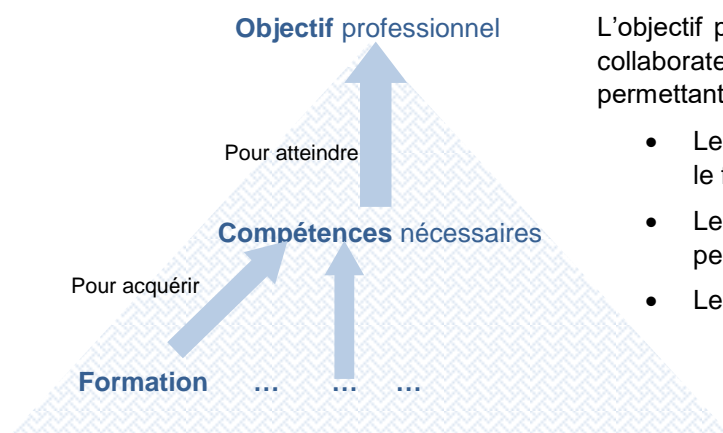 Objectif professionnel
Pour atteindre
Compétences nécessaires
Pour acquérir
Formation … … …
L’objectif
collaborate
permettant
• Le
le
• Le
pe
• Le